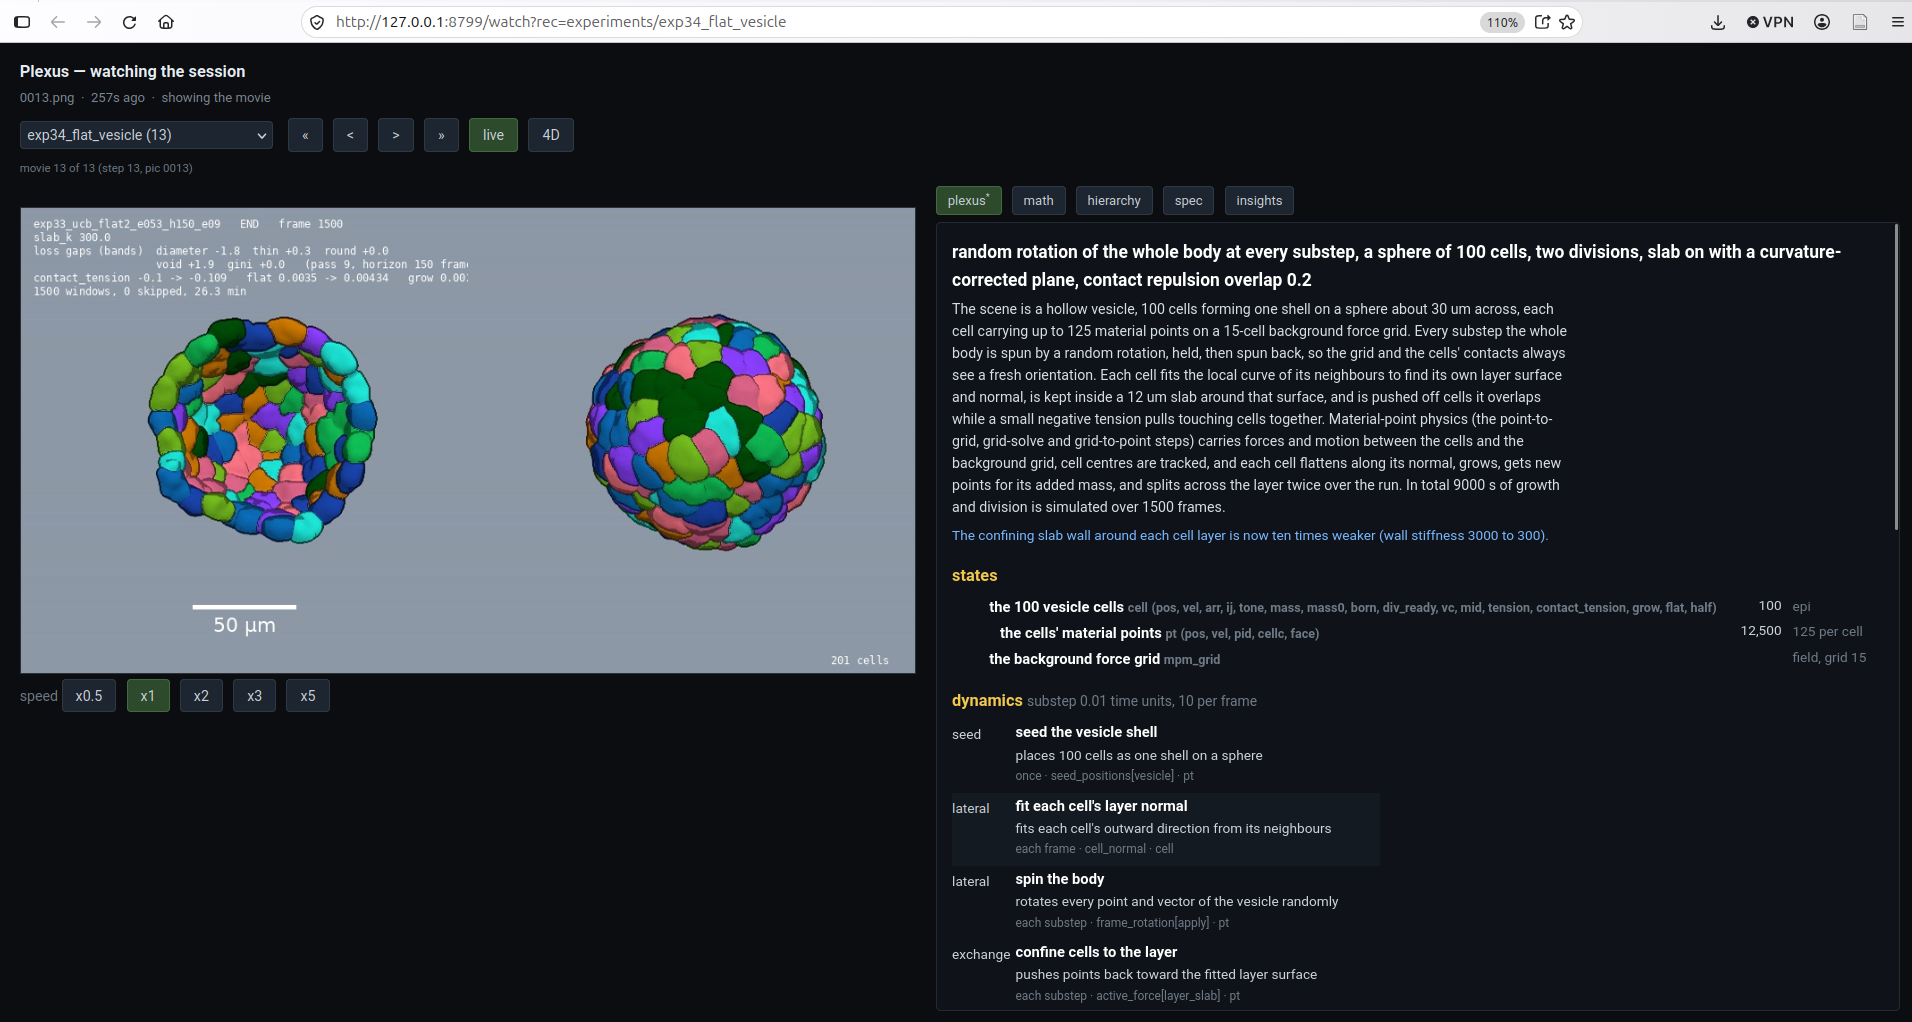 http://127.0.0.1:8799/watch?rec=experiments/exp34_flat_vesicle
110%
VPN
Plexus — watching the session
0013.png · 257s ago · showing the movie
exp34_flat_vesicle (13)
« < > » live 4D
movie 13 of 13 (step 13, pic 0013)
exp33_ucb_flat2_e053_h150_e09 END frame 1500
slab_k 300.0
loss gaps (bands) diameter -1.8 thin +0.3 round +0.0
void +1.9 gini +0.0 (pass 9, horizon 150 frame
contact_tension -0.1 -> -0.109 flat 0.0035 -> 0.00434 grow 0.00
1500 windows, 0 skipped, 26.3 min
50 µm
201 cells
speed x0.5 x1 x2 x3 x5
plexus* math hierarchy spec insights
random rotation of the whole body at every substep, a sphere of 100 cells, two divisions, slab on with a curvature-
corrected plane, contact repulsion overlap 0.2
The scene is a hollow vesicle, 100 cells forming one shell on a sphere about 30 um across, each
cell carrying up to 125 material points on a 15-cell background force grid. Every substep the whole
body is spun by a random rotation, held, then spun back, so the grid and the cells' contacts always
see a fresh orientation. Each cell fits the local curve of its neighbours to find its own layer surface
and normal, is kept inside a 12 um slab around that surface, and is pushed off cells it overlaps
while a small negative tension pulls touching cells together. Material-point physics (the point-to-
grid, grid-solve and grid-to-point steps) carries forces and motion between the cells and the
background grid, cell centres are tracked, and each cell flattens along its normal, grows, gets new
points for its added mass, and splits across the layer twice over the run. In total 9000 s of growth
and division is simulated over 1500 frames.
The confining slab wall around each cell layer is now ten times weaker (wall stiffness 3000 to 300).
states
the 100 vesicle cells cell (pos, vel, arr, ij, tone, mass, mass0, born, div_ready, vc, mid, tension, contact_tension, grow, flat, half) 100 epi
the cells' material points pt (pos, vel, pid, cellc, face) 12,500 125 per cell
the background force grid mpm_grid field, grid 15
dynamics substep 0.01 time units, 10 per frame
seed seed the vesicle shell
places 100 cells as one shell on a sphere
once · seed_positions[vesicle] · pt
lateral fit each cell's layer normal
fits each cell's outward direction from its neighbours
each frame · cell_normal · cell
lateral spin the body
rotates every point and vector of the vesicle randomly
each substep · frame_rotation[apply] · pt
exchange confine cells to the layer
pushes points back toward the fitted layer surface
each substep · active_force[layer_slab] · pt